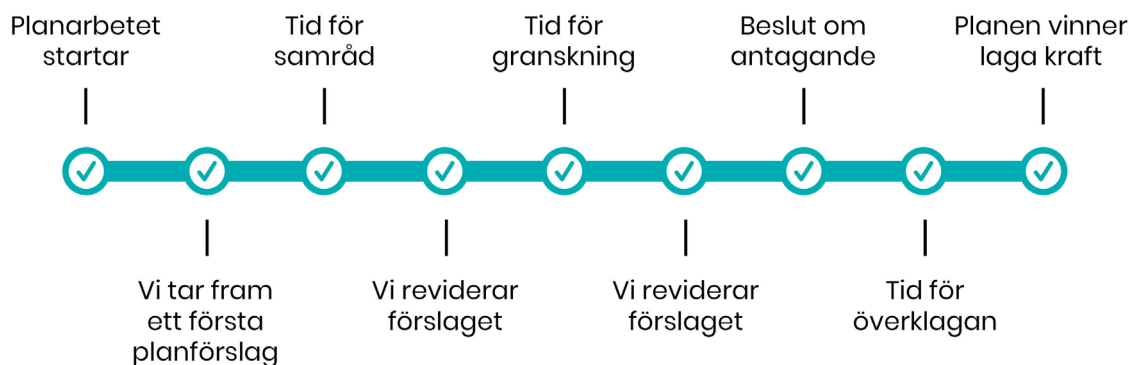 Planarbetet
startar
Vi tar fram
ett första
planförslag
Tid för
samråd
Vi reviderar
förslaget
Tid för
granskning
Vi reviderar
förslaget
Beslut om
antagande
Tid för
överklagan
Planen vinner
laga kraft